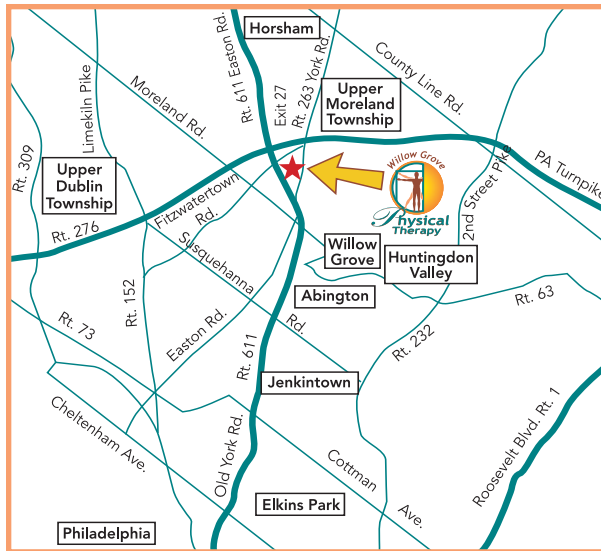 Horsham
Rt. 611 Easton Rd.
Exit 27
Rt. 263 York Rd.
County Line Rd.
Limekiln Pike
Moreland Rd.
Upper
Moreland
Township
Rt. 309
Upper
Dublin
Township
Willow Grove
Physical
Therapy
PA Turnpike
2nd Street Pike
Fitzwatertown
Rd.
Rt. 276
Susquehanna
Rd.
Willow
Grove
Huntingdon
Valley
Abington
Rt. 63
Rt. 152
Rt. 73
Easton Rd.
Rt. 611
Rt. 232
Jenkintown
Cheltenham Ave.
Old York Rd.
Cottman
Ave.
Roosevelt Blvd. Rt. 1
Elkins Park
Philadelphia